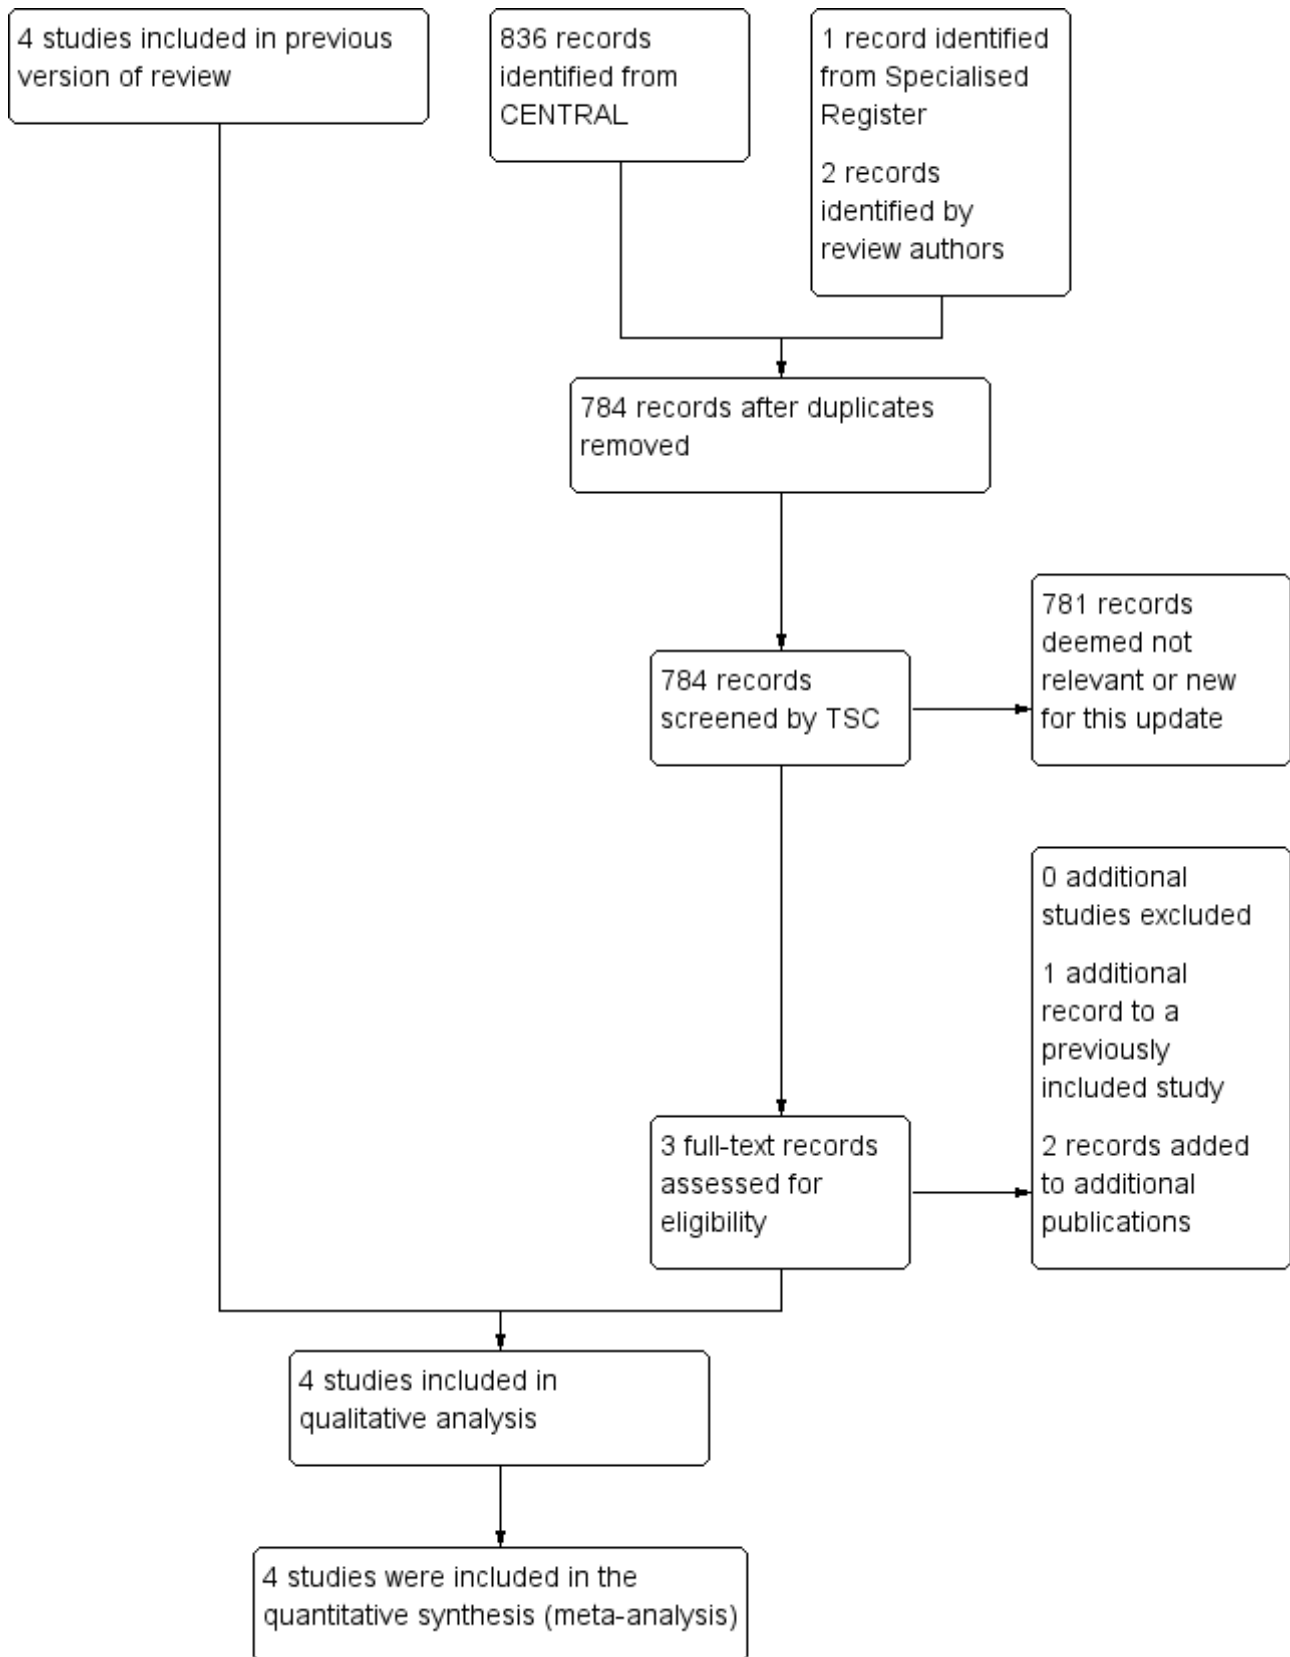 4 studies included in previous
version of review
836 records
identified from
CENTRAL
1 record identified
from Specialised
Register
2 records
identified by
review authors
784 records after duplicates
removed
784 records
screened by TSC
781 records
deemed not
relevant or new
for this update
3 full-text records
assessed for
eligibility
0 additional
studies excluded
1 additional
record to a
previously
included study
2 records added
to additional
publications
4 studies included in
qualitative analysis
4 studies were included in the
quantitative synthesis (meta-analysis)